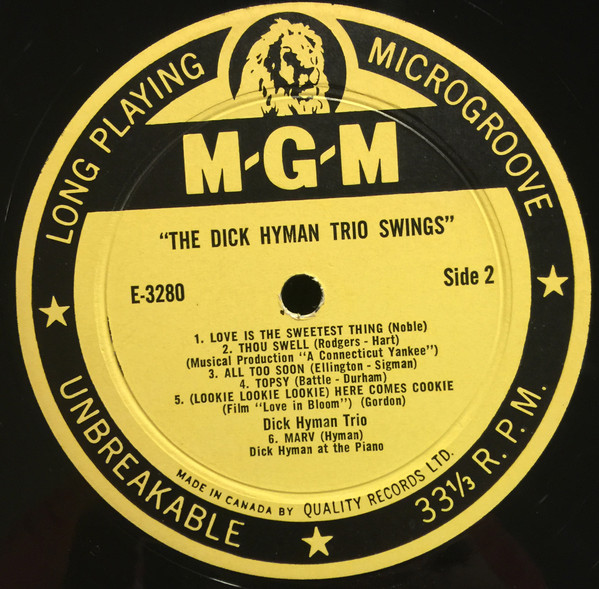 LONG PLAYING
MICROGROOVE
M-G-M
"THE DICK HYMAN TRIO SWINGS"
E-3280
Side 2
1. LOVE IS THE SWEETEST THING (Noble)
2. THOU SWELL (Rodgers - Hart)
(Musical Production "A Connecticut Yankee")
3. ALL TOO SOON (Ellington - Sigman)
4. TOPSY (Battle - Durham)
5. (LOOKIE LOOKIE LOOKIE) HERE COMES COOKIE
(Film "Love in Bloom") (Gordon)
Dick Hyman Trio
6. MARV (Hyman)
Dick Hyman at the Piano
MADE IN CANADA BY QUALITY RECORDS LTD.
UNBREAKABLE
33⅓ R.P.M.